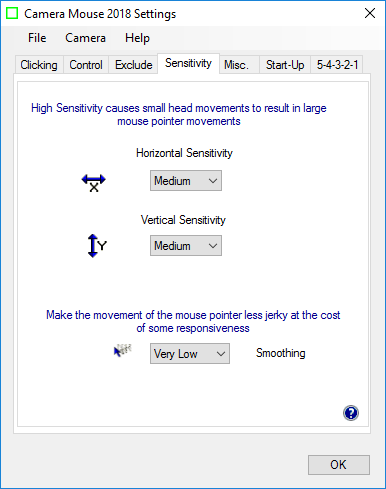 Camera Mouse 2018 Settings
File Camera Help
Clicking Control Exclude Sensitivity Misc. Start-Up 5-4-3-2-1
High Sensitivity causes small head movements to result in large
mouse pointer movements
Horizontal Sensitivity
X
Medium
Vertical Sensitivity
Y
Medium
Make the movement of the mouse pointer less jerky at the cost
of some responsiveness
Very Low Smoothing
?
OK